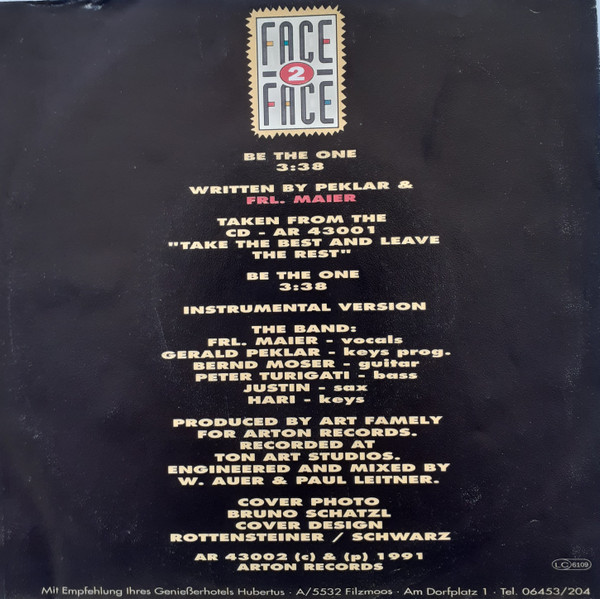 FACE
2
FACE
BE THE ONE
3:38
WRITTEN BY PEKLAR &
FRL. MAIER
TAKEN FROM THE
CD - AR 43001
"TAKE THE BEST AND LEAVE
THE REST"
BE THE ONE
3:38
INSTRUMENTAL VERSION
THE BAND:
FRL. MAIER - vocals
GERALD PEKLAR - keys prog.
BERND MOSER - guitar
PETER TURIGATI - bass
JUSTIN - sax
HARI - keys
PRODUCED BY ART FAMELY
FOR ARTON RECORDS.
RECORDED AT
TON ART STUDIOS.
ENGINEERED AND MIXED BY
W. AUER & PAUL LEITNER.
COVER PHOTO
BRUNO SCHATZL
COVER DESIGN
ROTTENSTEINER / SCHWARZ
AR 43002 (c) & (p) 1991
ARTON RECORDS
LC 6109
Mit Empfehlung Ihres Genießerhotels Hubertus · A/5532 Filzmoos · Am Dorfplatz 1 · Tel. 06453/204